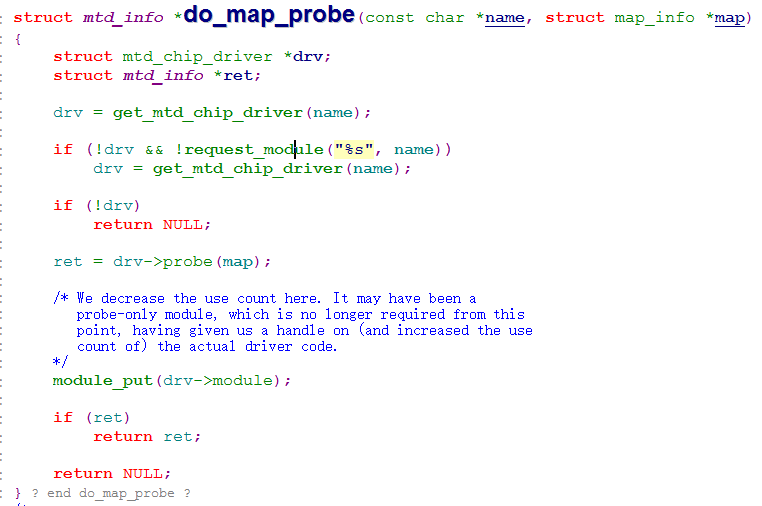 struct mtd_info *do_map_probe(const char *name, struct map_info *map)
{
struct mtd_chip_driver *drv;
struct mtd_info *ret;
drv = get_mtd_chip_driver(name);
if (!drv && !request_module("%s", name))
drv = get_mtd_chip_driver(name);
if (!drv)
return NULL;
ret = drv->probe(map);
/* We decrease the use count here. It may have been a
probe-only module, which is no longer required from this
point, having given us a handle on (and increased the use
count of) the actual driver code.
*/
module_put(drv->module);
if (ret)
return ret;
return NULL;
} ? end do_map_probe ?